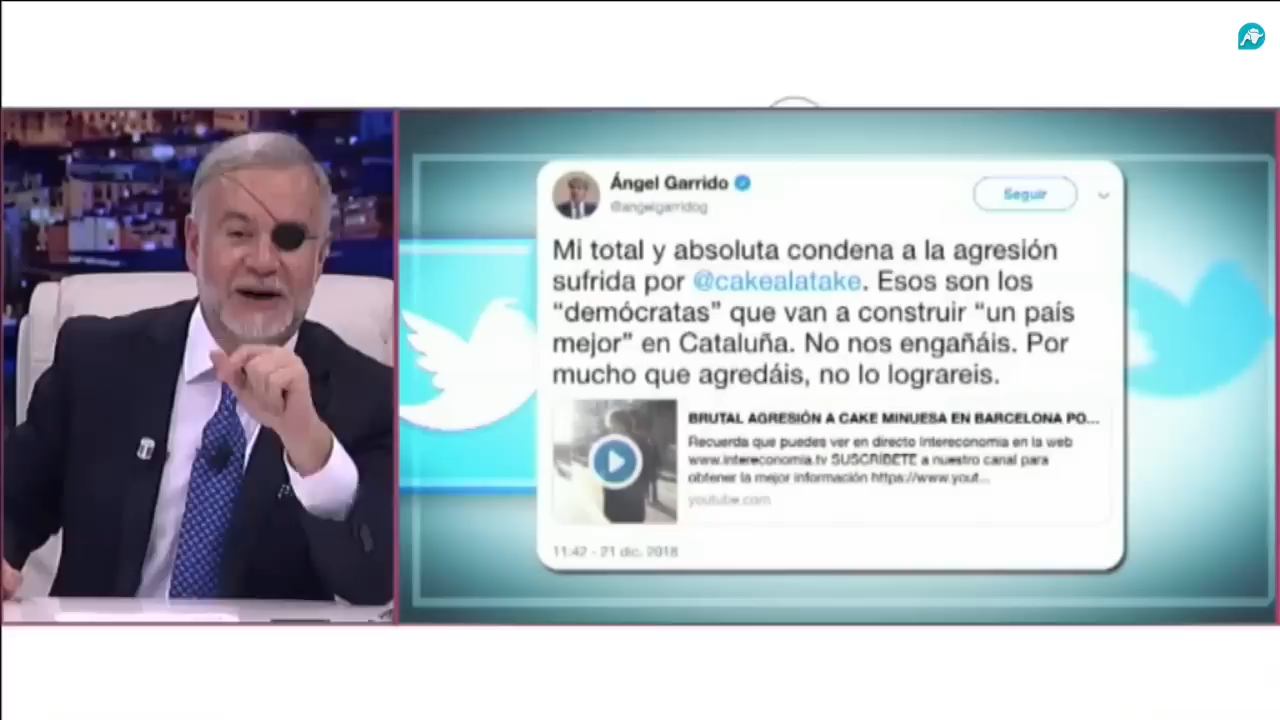 Ángel Garrido
@angelgarridog
Seguir
Mi total y absoluta condena a la agresión
sufrida por @cakealatake. Esos son los
“demócratas” que van a construir “un país
mejor” en Cataluña. No nos engañáis. Por
mucho que agredáis, no lo lograreis.
BRUTAL AGRESIÓN A CAKE MINUESA EN BARCELONA PO...
Recuerda que puedes ver en directo Intereconomia en la web
www.intereconomia.tv SUSCRÍBETE a nuestro canal para
obtener la mejor información https://www.yout...
youtube.com
11:42 - 21 dic. 2018